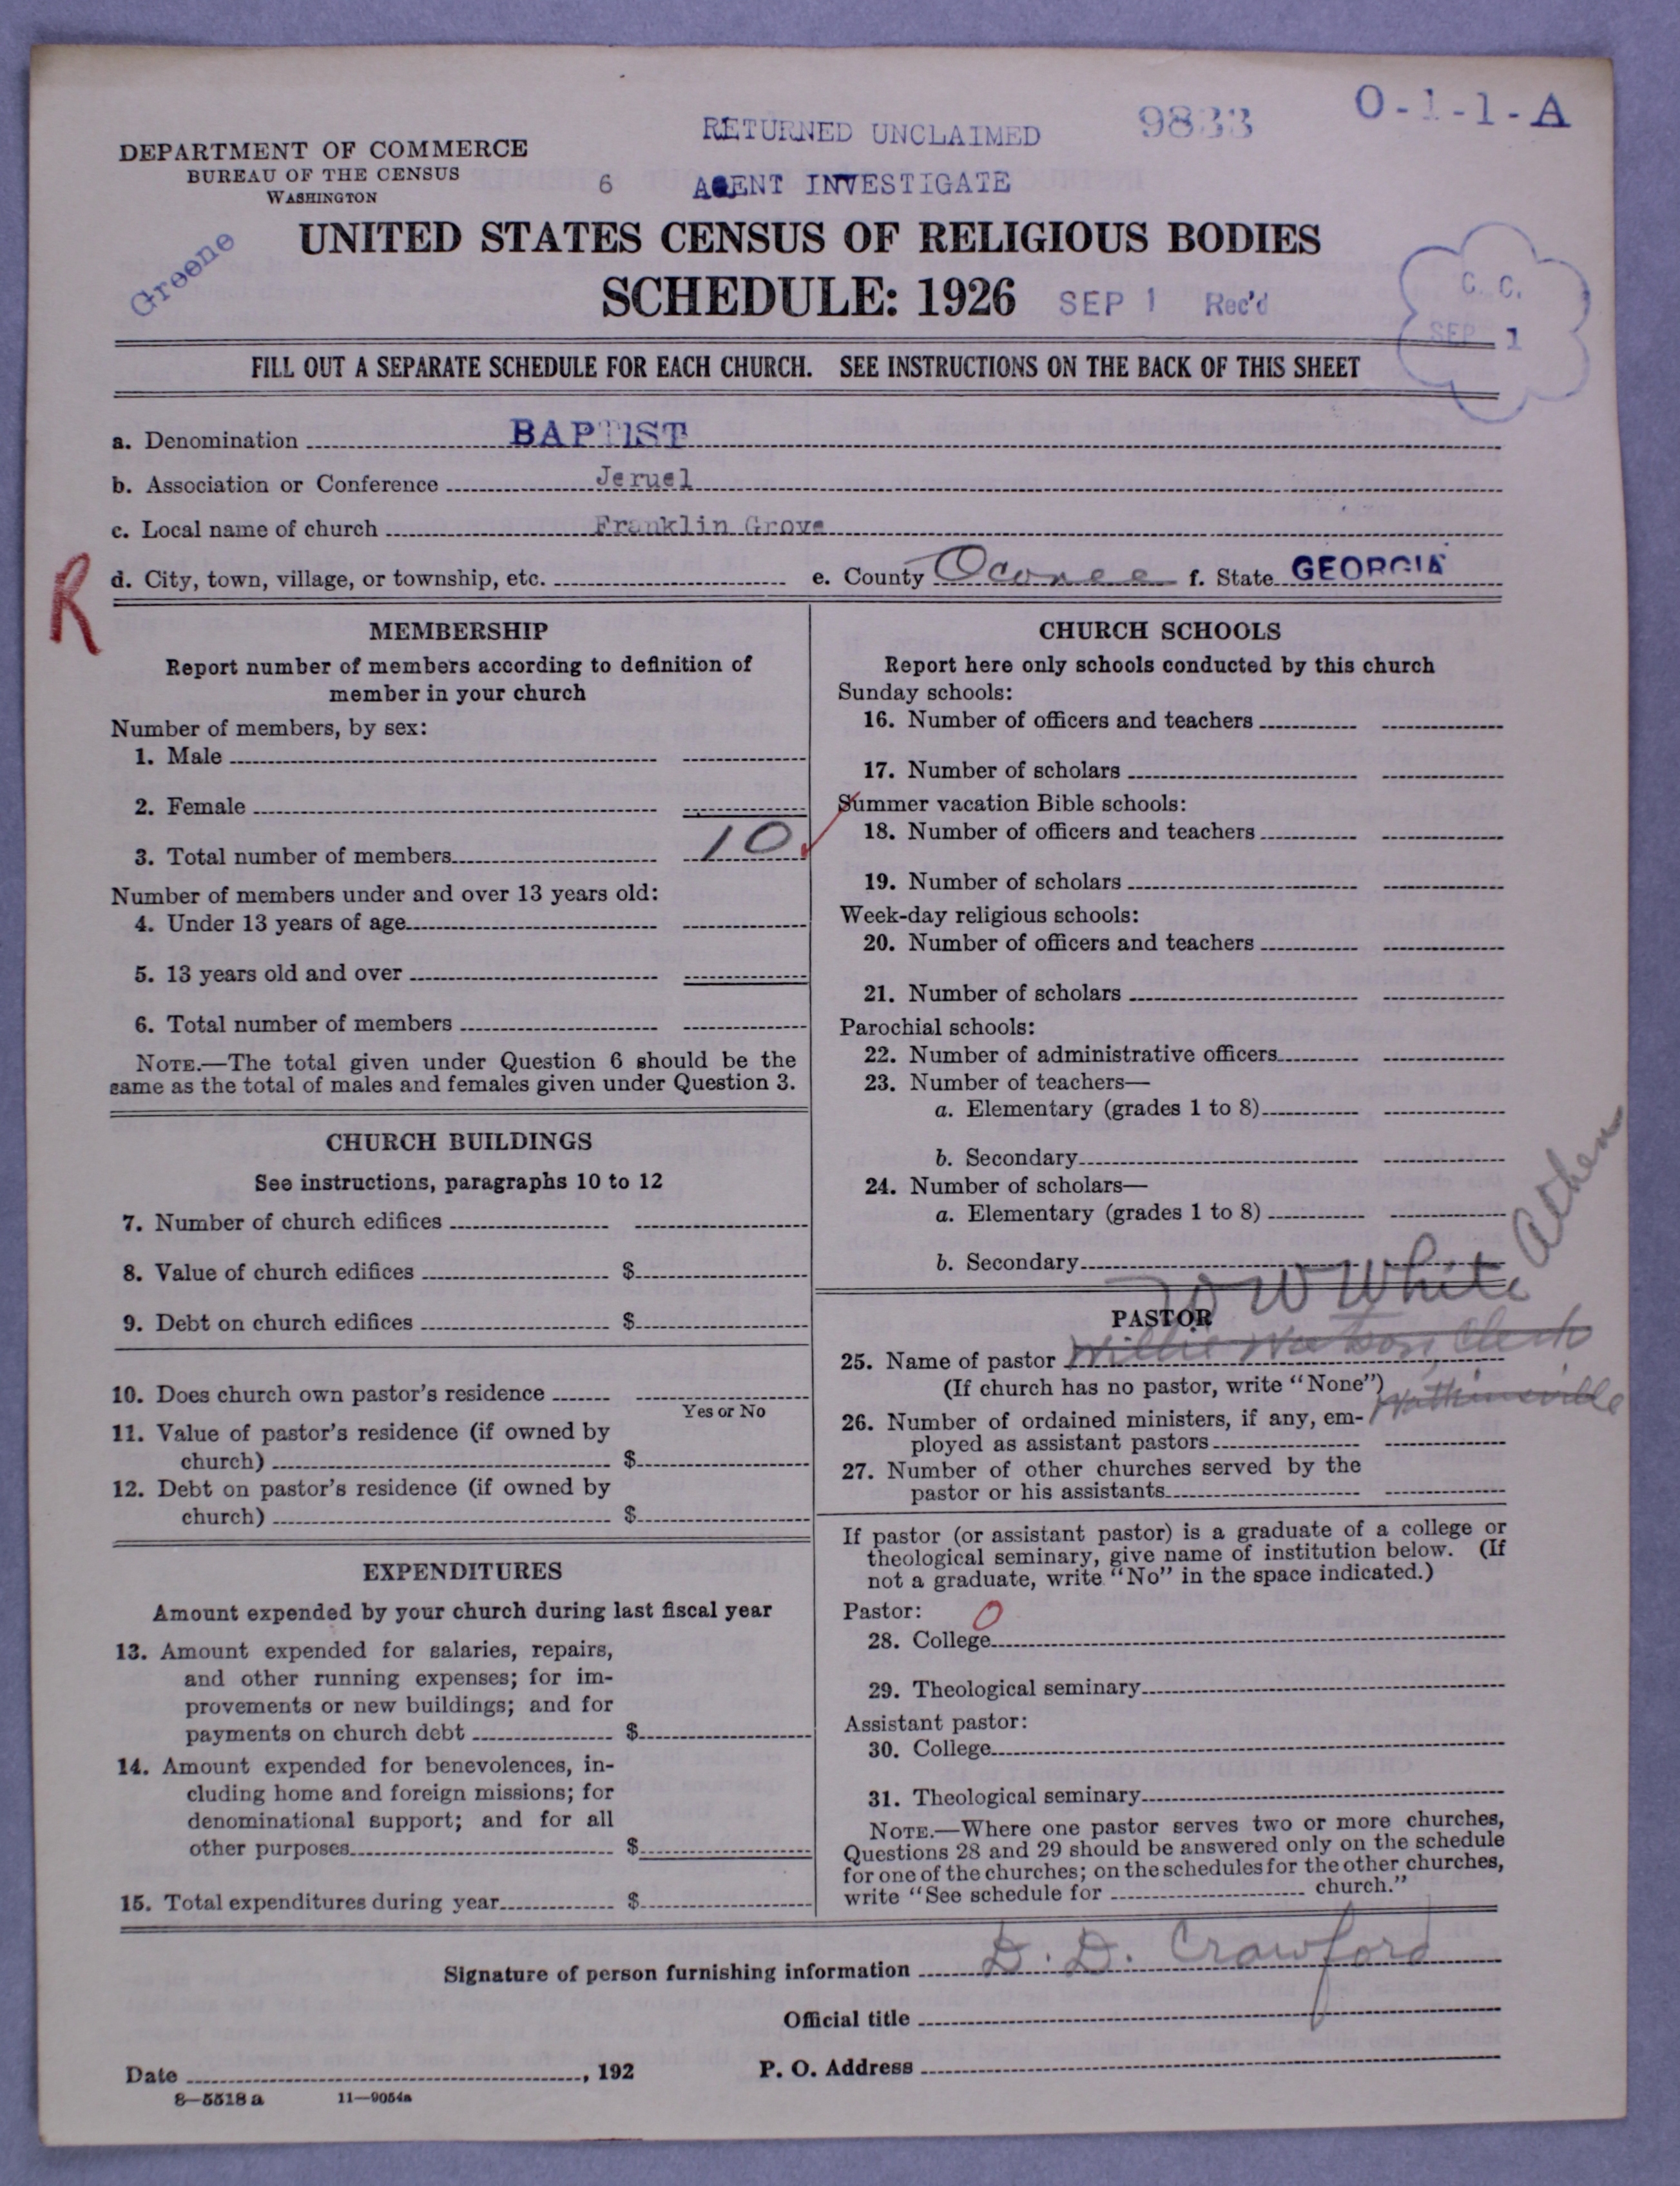 RETURNED UNCLAIMED
9833
O-1-1-A
DEPARTMENT OF COMMERCE
BUREAU OF THE CENSUS
WASHINGTON
6
AGENT INVESTIGATE
Greene
UNITED STATES CENSUS OF RELIGIOUS BODIES
SCHEDULE: 1926
SEP 1 Rec'd
C. C.
SEP 1
FILL OUT A SEPARATE SCHEDULE FOR EACH CHURCH. SEE INSTRUCTIONS ON THE BACK OF THIS SHEET
a. Denomination BAPTIST
b. Association or Conference Jeruel
c. Local name of church Franklin Grove
R
d. City, town, village, or township, etc. e. County Oconee f. State GEORGIA
MEMBERSHIP
Report number of members according to definition of
member in your church
Number of members, by sex:
1. Male
2. Female
3. Total number of members 10
Number of members under and over 13 years old:
4. Under 13 years of age
5. 13 years old and over
6. Total number of members
NOTE.—The total given under Question 6 should be the
same as the total of males and females given under Question 3.
CHURCH BUILDINGS
See instructions, paragraphs 10 to 12
7. Number of church edifices
8. Value of church edifices $
9. Debt on church edifices $
10. Does church own pastor's residence
Yes or No
11. Value of pastor's residence (if owned by
church) $
12. Debt on pastor's residence (if owned by
church) $
EXPENDITURES
Amount expended by your church during last fiscal year
13. Amount expended for salaries, repairs,
and other running expenses; for im-
provements or new buildings; and for
payments on church debt $
14. Amount expended for benevolences, in-
cluding home and foreign missions; for
denominational support; and for all
other purposes $
15. Total expenditures during year $
CHURCH SCHOOLS
Report here only schools conducted by this church
Sunday schools:
16. Number of officers and teachers
17. Number of scholars
Summer vacation Bible schools:
18. Number of officers and teachers
19. Number of scholars
Week-day religious schools:
20. Number of officers and teachers
21. Number of scholars
Parochial schools:
22. Number of administrative officers
23. Number of teachers—
a. Elementary (grades 1 to 8)
b. Secondary
24. Number of scholars—
a. Elementary (grades 1 to 8)
b. Secondary
W W White
PASTOR
25. Name of pastor Willie Watson, Clerk
(If church has no pastor, write "None")
Watkinsville
26. Number of ordained ministers, if any, em-
ployed as assistant pastors
27. Number of other churches served by the
pastor or his assistants
If pastor (or assistant pastor) is a graduate of a college or
theological seminary, give name of institution below. (If
not a graduate, write "No" in the space indicated.)
Pastor:
0
28. College
29. Theological seminary
Assistant pastor:
30. College
31. Theological seminary
NOTE.—Where one pastor serves two or more churches,
Questions 28 and 29 should be answered only on the schedule
for one of the churches; on the schedules for the other churches,
write "See schedule for church."
Signature of person furnishing information D. D. Crawford
Official title
Date , 192 P. O. Address
8—5518 a 11—9054a